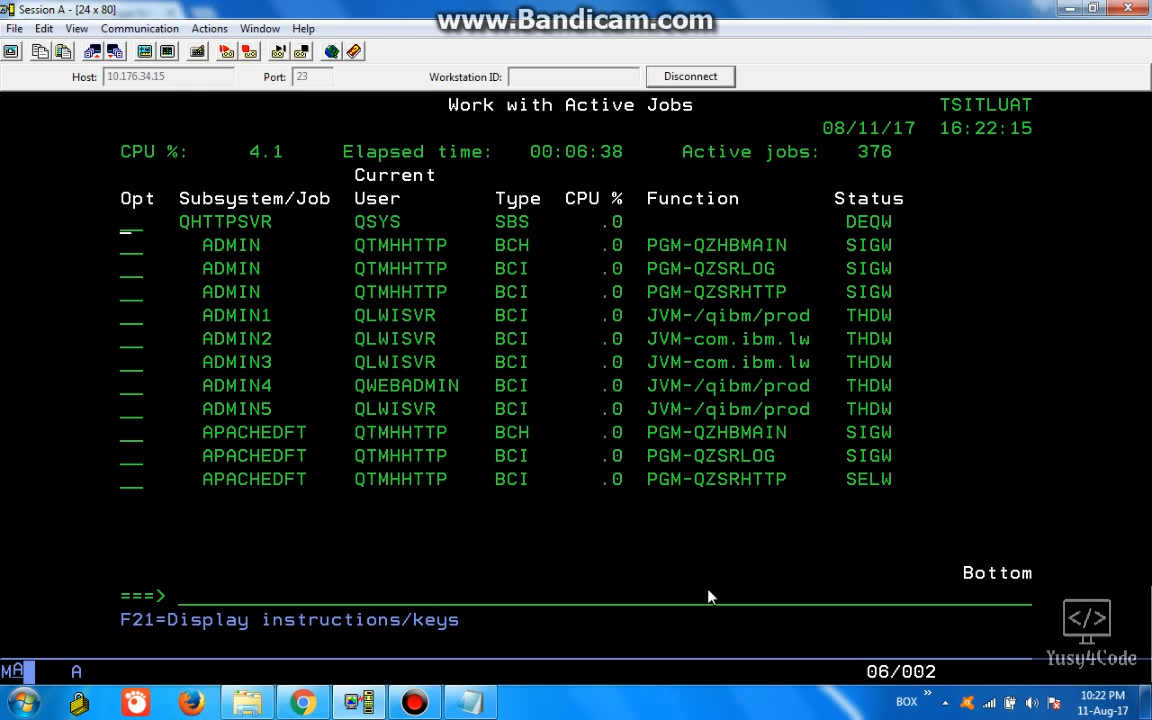 Session A - [24 x 80]
www.Bandicam.com
File Edit View Communication Actions Window Help
Host: 10.176.34.15 Port: 23 Workstation ID: Disconnect
Work with Active Jobs TSITLUAT
08/11/17 16:22:15
CPU %: 4.1 Elapsed time: 00:06:38 Active jobs: 376
Current
Opt Subsystem/Job User Type CPU % Function Status
QHTTPSVR QSYS SBS .0 DEQW
ADMIN QTMHHTTP BCH .0 PGM-QZHBMAIN SIGW
ADMIN QTMHHTTP BCI .0 PGM-QZSRLOG SIGW
ADMIN QTMHHTTP BCI .0 PGM-QZSRHTTP SIGW
ADMIN1 QLWISVR BCI .0 JVM-/qibm/prod THDW
ADMIN2 QLWISVR BCI .0 JVM-com.ibm.lw THDW
ADMIN3 QLWISVR BCI .0 JVM-com.ibm.lw THDW
ADMIN4 QWEBADMIN BCI .0 JVM-/qibm/prod THDW
ADMIN5 QLWISVR BCI .0 JVM-/qibm/prod THDW
APACHEDFT QTMHHTTP BCH .0 PGM-QZHBMAIN SIGW
APACHEDFT QTMHHTTP BCI .0 PGM-QZSRLOG SIGW
APACHEDFT QTMHHTTP BCI .0 PGM-QZSRHTTP SELW
Bottom
===>
F21=Display instructions/keys
</>
Yusy4Code
MA A 06/002
BOX » 10:22 PM
11-Aug-17